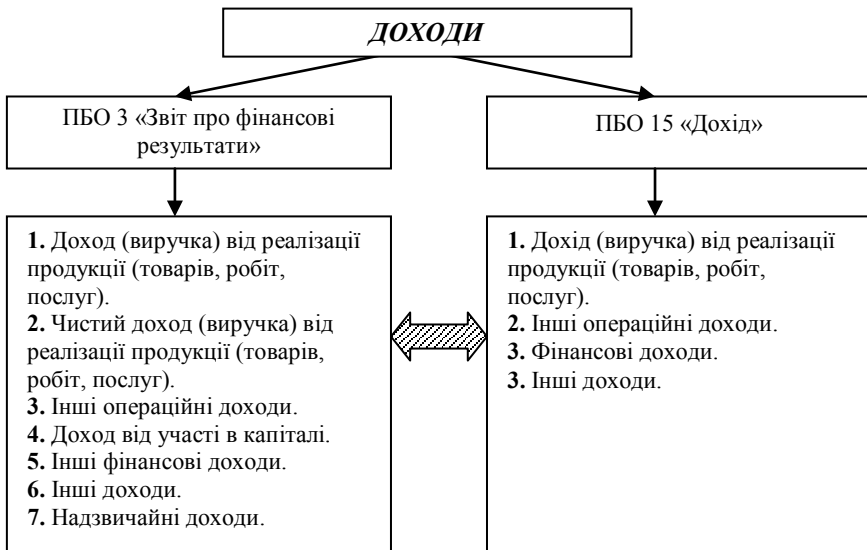 ДОХОДИ
ПБО 3 «Звіт про фінансові
результати»
ПБО 15 «Дохід»
1. Доход (виручка) від реалізації
продукції (товарів, робіт,
послуг).
2. Чистий доход (виручка) від
реалізації продукції (товарів,
робіт, послуг).
3. Інші операційні доходи.
4. Доход від участі в капіталі.
5. Інші фінансові доходи.
6. Інші доходи.
7. Надзвичайні доходи.
1. Дохід (виручка) від реалізації
продукції (товарів, робіт,
послуг).
2. Інші операційні доходи.
3. Фінансові доходи.
3. Інші доходи.